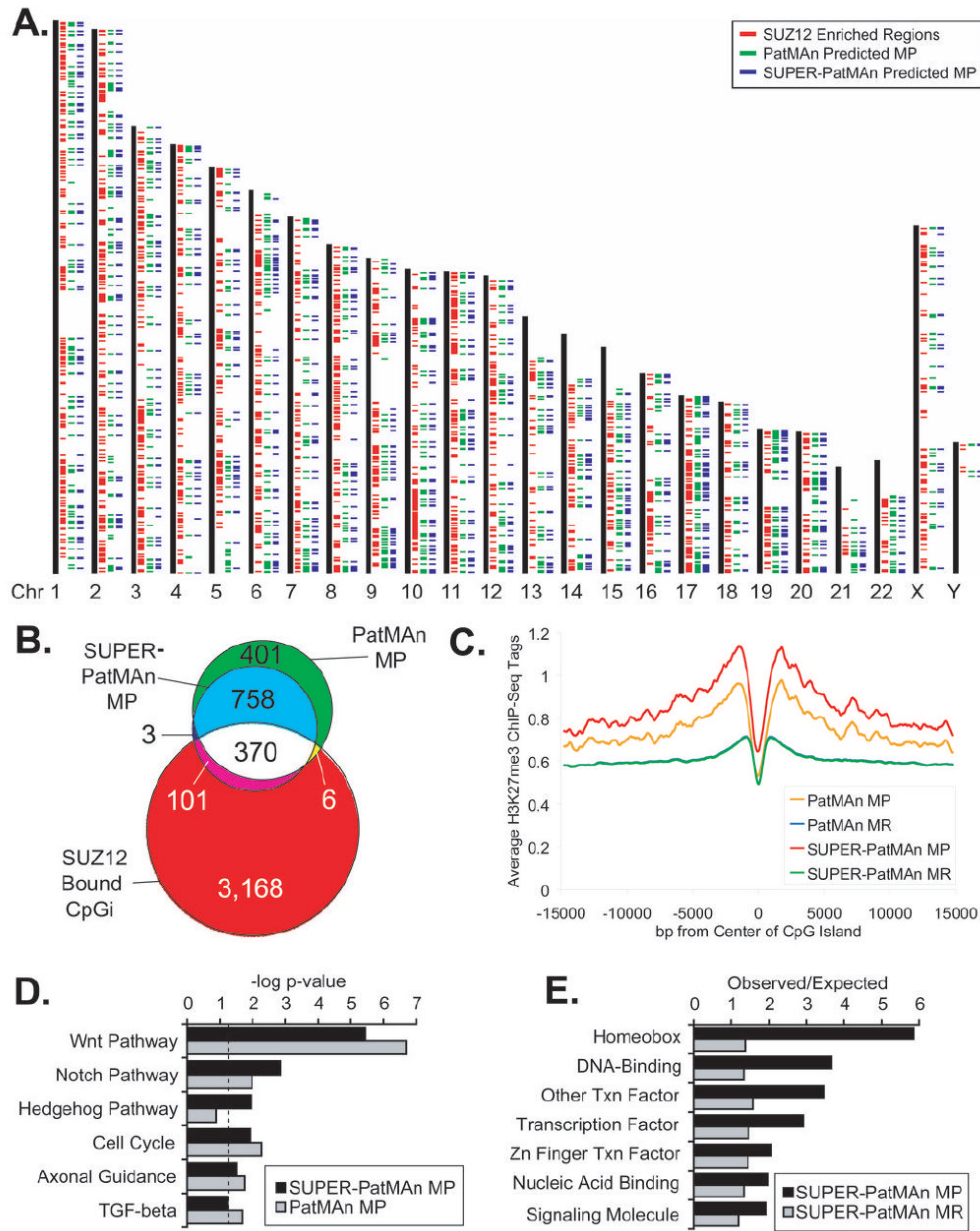 A.
SUZ12 Enriched Regions
PatMAn Predicted MP
SUPER-PatMAn Predicted MP
Chr 1 2 3 4 5 6 7 8 9 10 11 12 13 14 15 16 17 18 19 20 21 22 X Y
B.
SUPER-
PatMAn
MP
PatMAn
MP
401
758
3
370
101
6
SUZ12
Bound
CpGi
3,168
C.
Average H3K27me3 ChIP-Seq Tags
1.2
1
0.8
0.6
0.4
0.2
0
PatMAn MP
PatMAn MR
SUPER-PatMAn MP
SUPER-PatMAn MR
-15000 -10000 -5000 0 5000 10000 15000
bp from Center of CpG Island
D.
-log p-value
0 1 2 3 4 5 6 7
Wnt Pathway
Notch Pathway
Hedgehog Pathway
Cell Cycle
Axonal Guidance
TGF-beta
SUPER-PatMAn MP
PatMAn MP
E.
Observed/Expected
0 1 2 3 4 5 6
Homeobox
DNA-Binding
Other Txn Factor
Transcription Factor
Zn Finger Txn Factor
Nucleic Acid Binding
Signaling Molecule
SUPER-PatMAn MP
SUPER-PatMAn MR